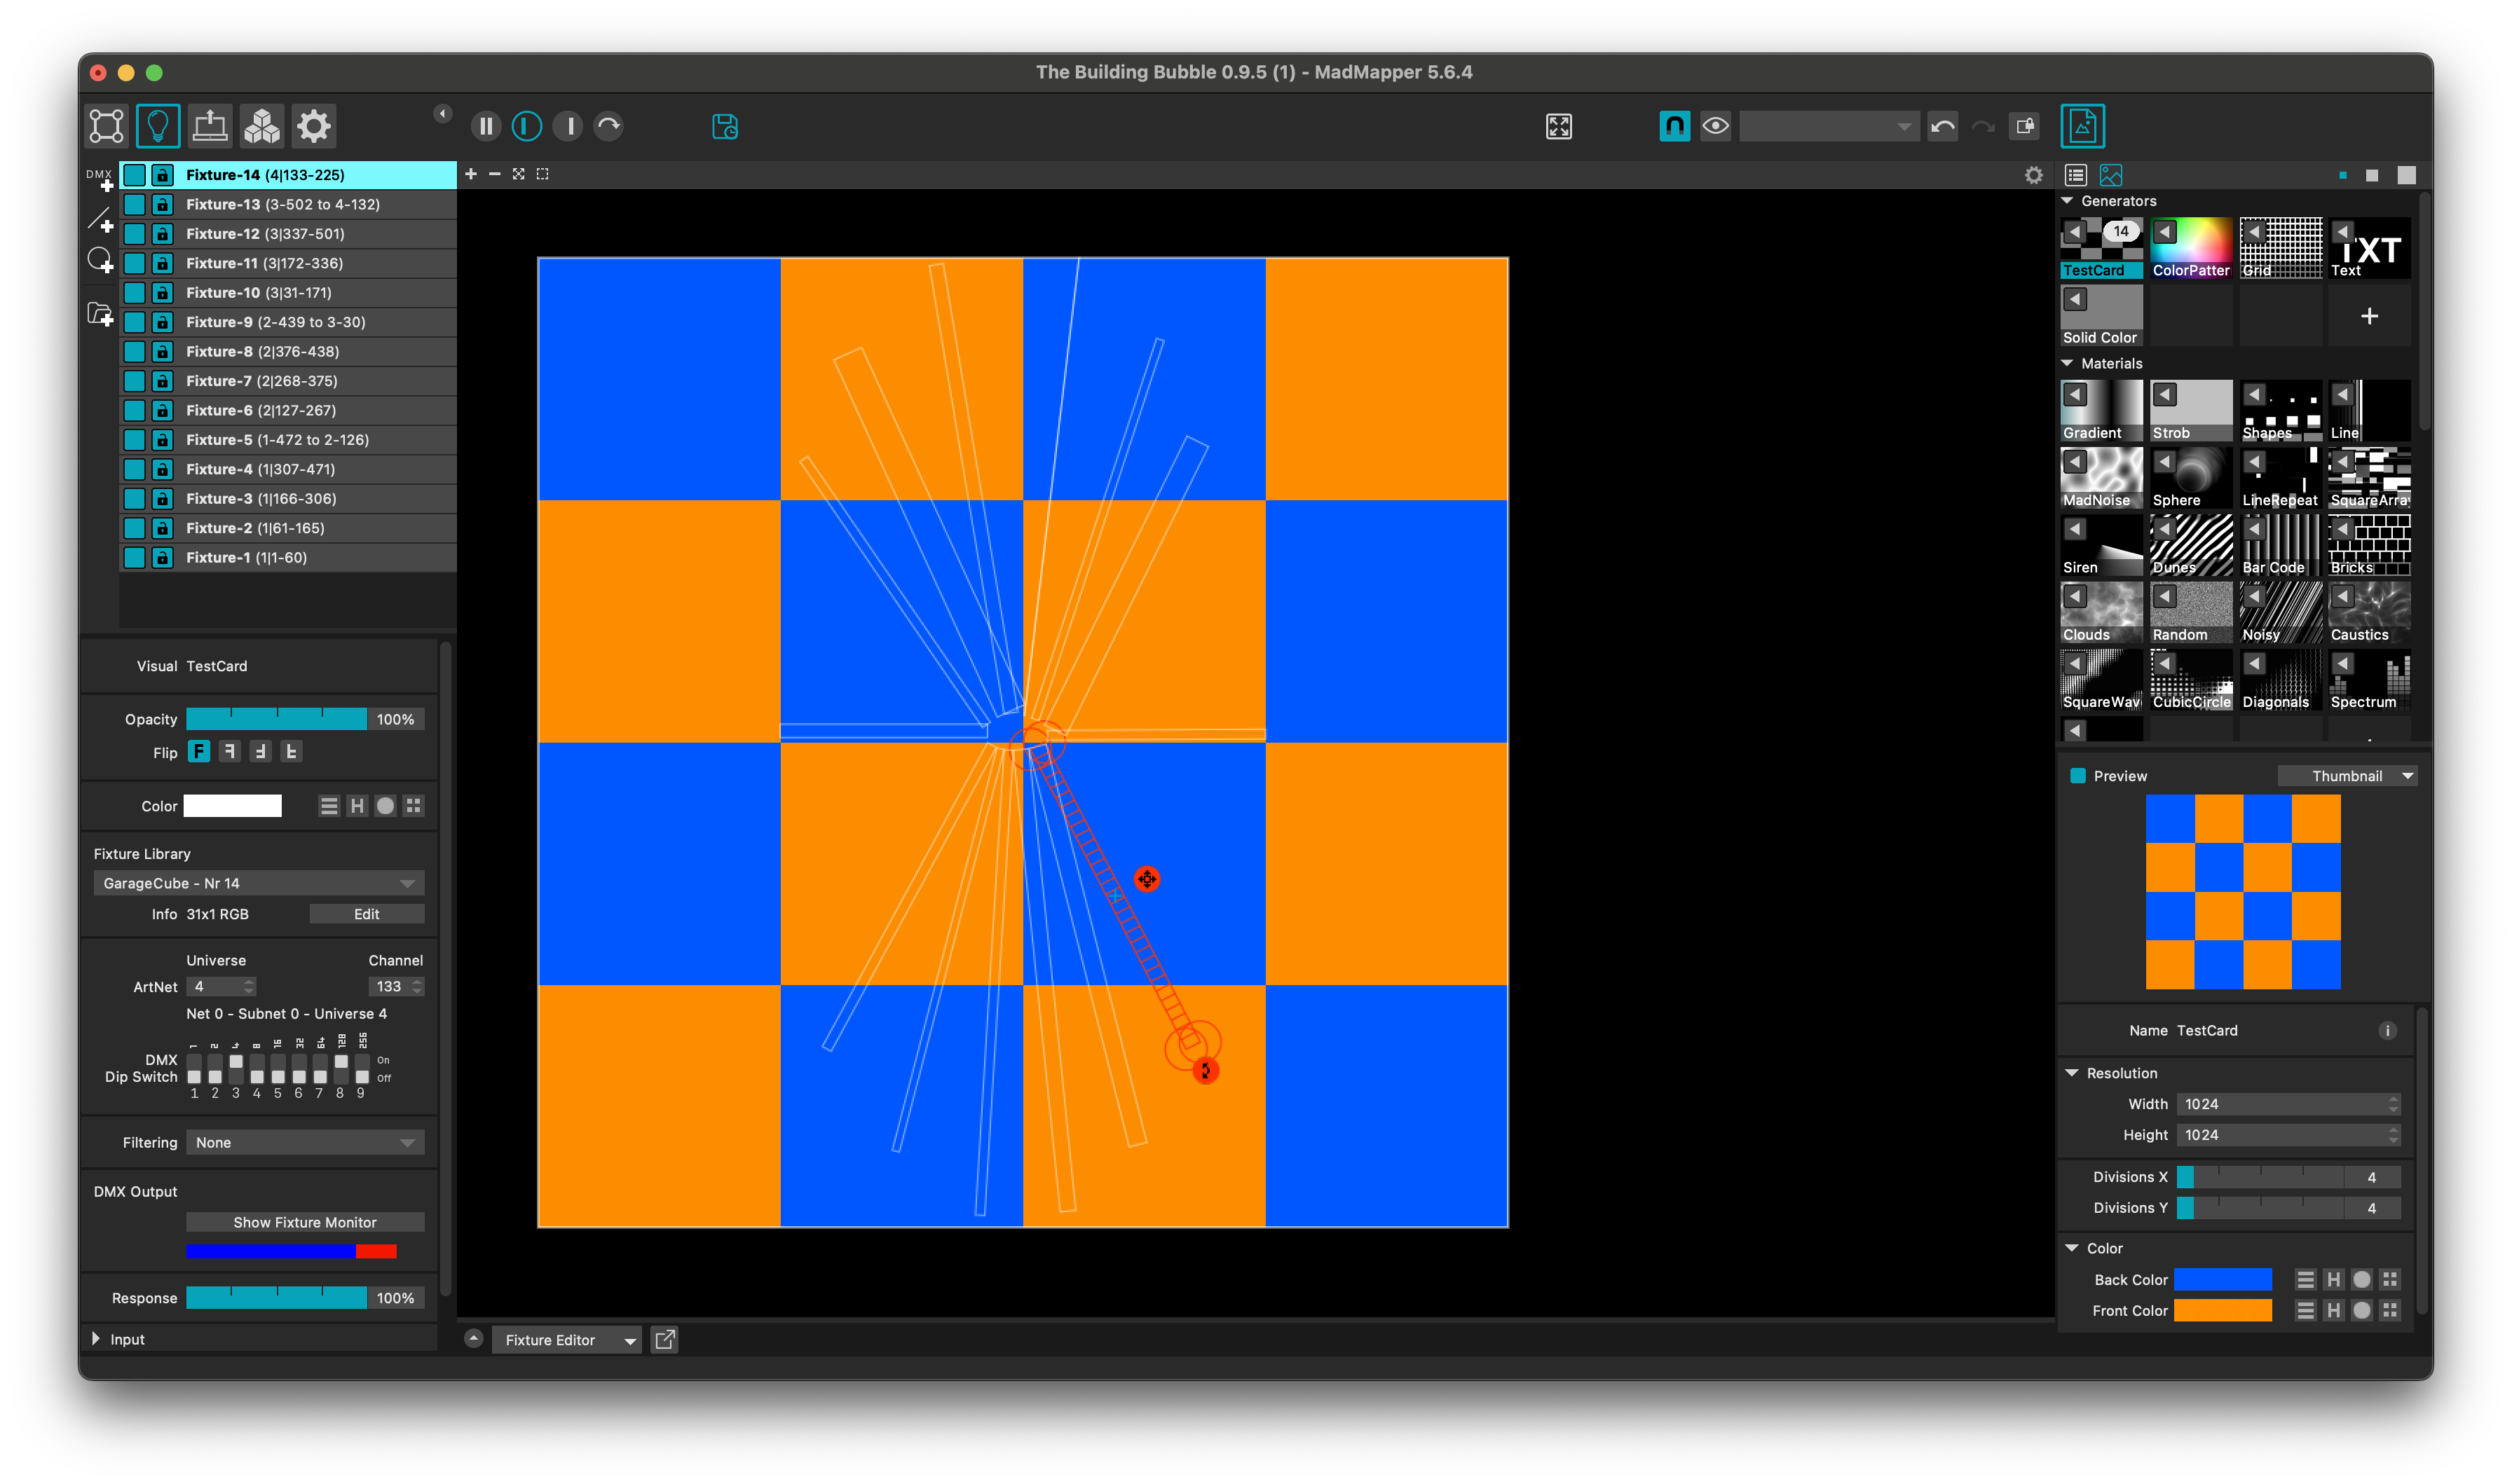 The Building Bubble 0.9.5 (1) - MadMapper 5.6.4
DMX
Fixture-14 (4|133-225)
Fixture-13 (3-502 to 4-132)
Fixture-12 (3|337-501)
Fixture-11 (3|172-336)
Fixture-10 (3|31-171)
Fixture-9 (2-439 to 3-30)
Fixture-8 (2|376-438)
Fixture-7 (2|268-375)
Fixture-6 (2|127-267)
Fixture-5 (1-472 to 2-126)
Fixture-4 (1|307-471)
Fixture-3 (1|166-306)
Fixture-2 (1|61-165)
Fixture-1 (1|1-60)
Visual TestCard
Opacity 100%
Flip F F F F
Color H
Fixture Library
GarageCube - Nr 14
Info 31x1 RGB Edit
Universe Channel
ArtNet 4 133
Net 0 - Subnet 0 - Universe 4
1 2 4 8 16 32 64 128 256
DMX On
Dip Switch Off
1 2 3 4 5 6 7 8 9
Filtering None
DMX Output
Show Fixture Monitor
Response 100%
Input
Fixture Editor
Generators
14 TXT
TestCard ColorPatter Grid Text
Solid Color
Materials
Gradient Strob Shapes Line
MadNoise Sphere LineRepeat SquareArra
Siren Dunes Bar Code Bricks
Clouds Random Noisy Caustics
SquareWav CubicCircle Diagonals Spectrum
Preview Thumbnail
Name TestCard i
Resolution
Width 1024
Height 1024
Divisions X 4
Divisions Y 4
Color
Back Color H
Front Color H